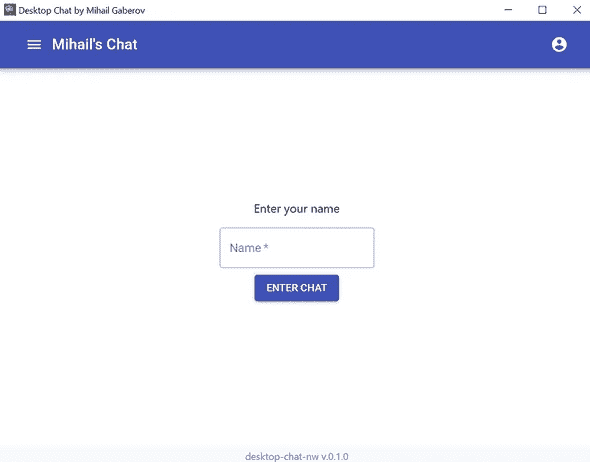 Desktop Chat by Mihail Gaberov
Mihail's Chat
Enter your name
Name *
ENTER CHAT
desktop-chat-nw v.0.1.0